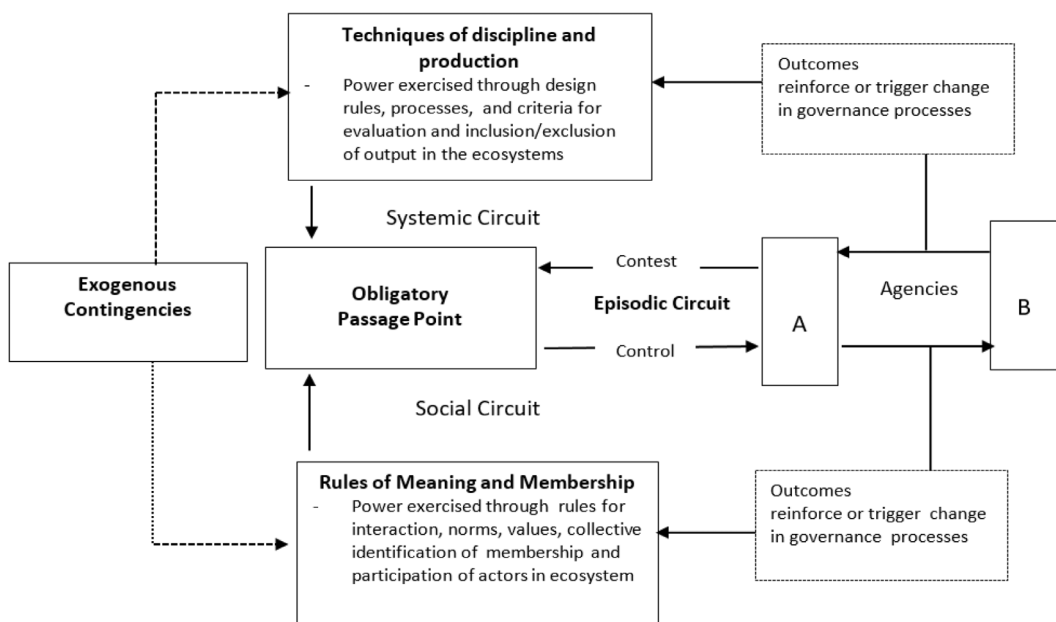 Techniques of discipline and
production
- Power exercised through design
rules, processes, and criteria for
evaluation and inclusion/exclusion
of output in the ecosystems
Outcomes
reinforce or trigger change
in governance processes
Systemic Circuit
Exogenous
Contingencies
Obligatory
Passage Point
Contest
Episodic Circuit
Control
A
Agencies
B
Social Circuit
Rules of Meaning and Membership
- Power exercised through rules for
interaction, norms, values, collective
identification of membership and
participation of actors in ecosystem
Outcomes
reinforce or trigger change
in governance processes